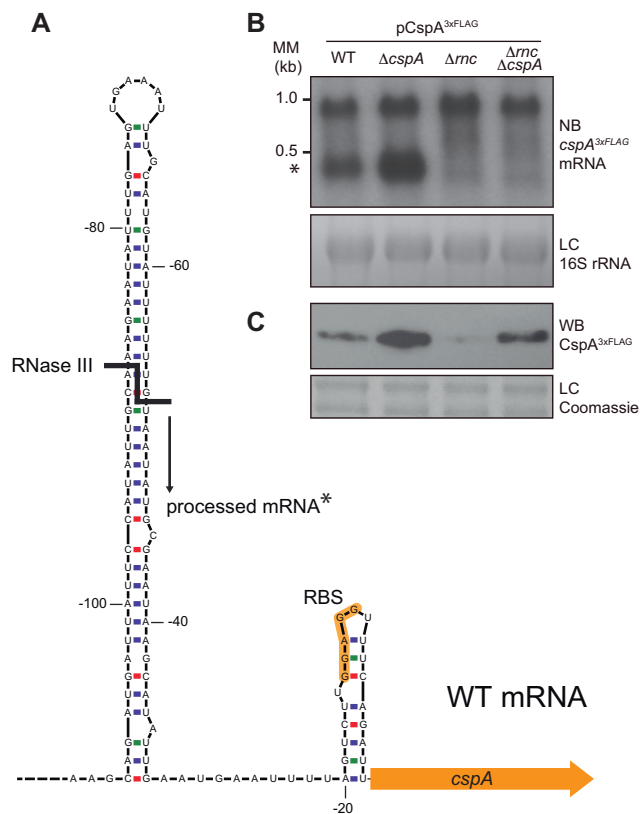 A
B
C
pCspA3xFLAG
MM
(kb)
WT
ΔcspA
Δrnc
Δrnc
ΔcspA
1.0
0.5
*
NB
cspA3xFLAG
mRNA
LC
16S rRNA
WB
CspA3xFLAG
LC
Coomassie
-80
-60
RNase III
processed mRNA*
-100
-40
RBS
WT mRNA
cspA
AAGCGAAUGAAUUUUAU
-20